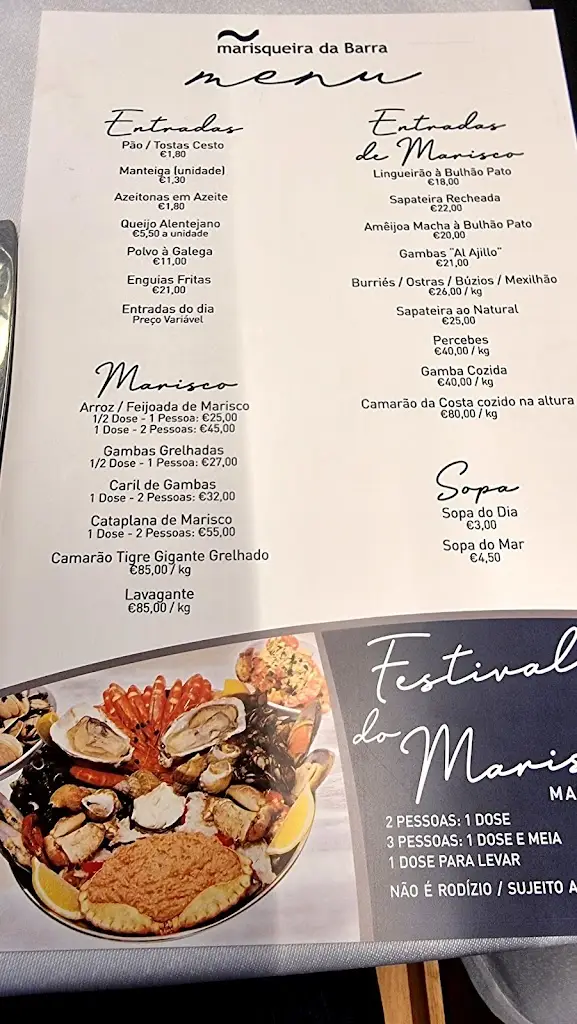 marisqueira da Barra
menu
Entradas
Pão / Tostas Cesto
€1,80
Manteiga (unidade)
€1,30
Azeitonas em Azeite
€1,80
Queijo Alentejano
€5,50 a unidade
Polvo à Galega
€11,00
Enguias Fritas
€21,00
Entradas do dia
Preço Variável
Marisco
Arroz / Feijoada de Marisco
1/2 Dose - 1 Pessoa: €25,00
1 Dose - 2 Pessoas: €45,00
Gambas Grelhadas
1/2 Dose - 1 Pessoa: €27,00
Caril de Gambas
1 Dose - 2 Pessoas: €32,00
Cataplana de Marisco
1 Dose - 2 Pessoas: €55,00
Camarão Tigre Gigante Grelhado
€85,00 / kg
Lavagante
€85,00 / kg
Entradas
de Marisco
Lingueirão à Bulhão Pato
€18,00
Sapateira Recheada
€22,00
Amêijoa Macha à Bulhão Pato
€20,00
Gambas "Al Ajillo"
€21,00
Burriés / Ostras / Búzios / Mexilhão
€26,00 / kg
Sapateira ao Natural
€25,00
Percebes
€40,00 / kg
Gamba Cozida
€40,00 / kg
Camarão da Costa cozido na altura
€80,00 / kg
Sopa
Sopa do Dia
€3,00
Sopa do Mar
€4,50
Festival
do
Maris
MA
2 PESSOAS: 1 DOSE
3 PESSOAS: 1 DOSE E MEIA
1 DOSE PARA LEVAR
NÃO É RODÍZIO / SUJEITO A